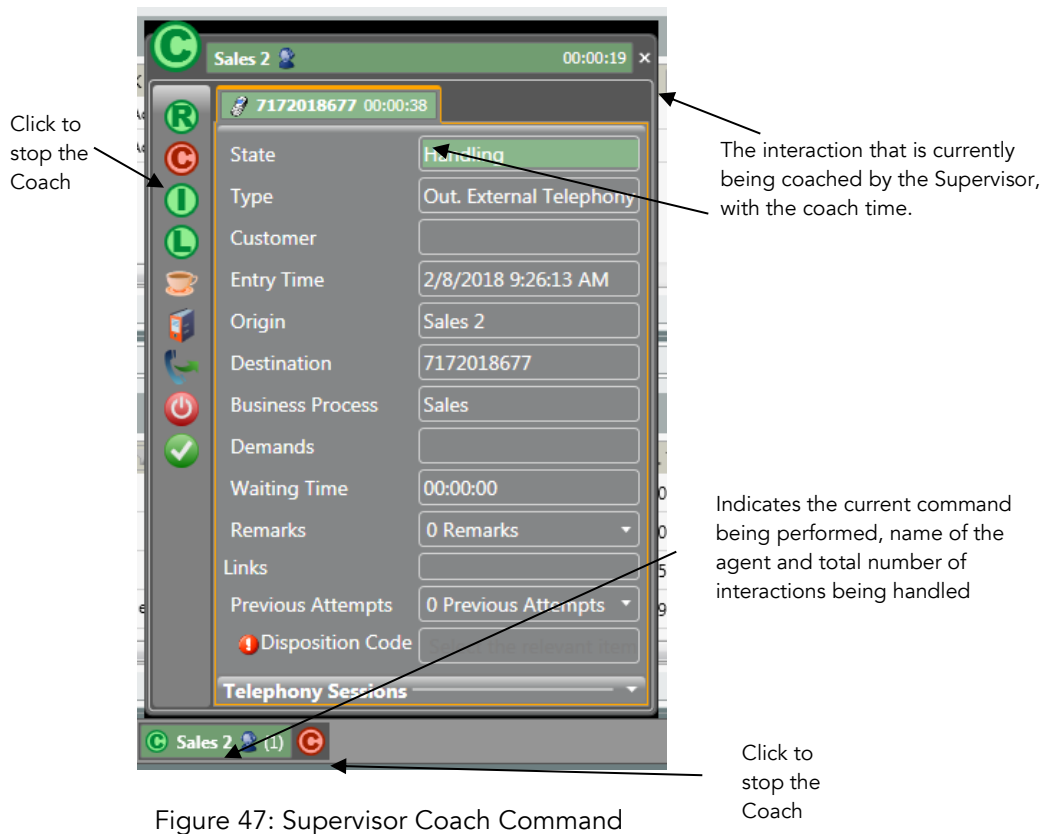 C
Sales 2 00:00:19 ×
R
C
I
L
7172018677 00:00:38
State Handling
Type Out. External Telephony
Customer
Entry Time 2/8/2018 9:26:13 AM
Origin Sales 2
Destination 7172018677
Business Process Sales
Demands
Waiting Time 00:00:00
Remarks 0 Remarks
Links
Previous Attempts 0 Previous Attempts
Disposition Code Select the relevant item
Telephony Sessions
C Sales 2 (1) C
Click to
stop the
Coach
The interaction that is currently
being coached by the Supervisor,
with the coach time.
Indicates the current command
being performed, name of the
agent and total number of
interactions being handled
Click to
stop the
Coach
Figure 47: Supervisor Coach Command